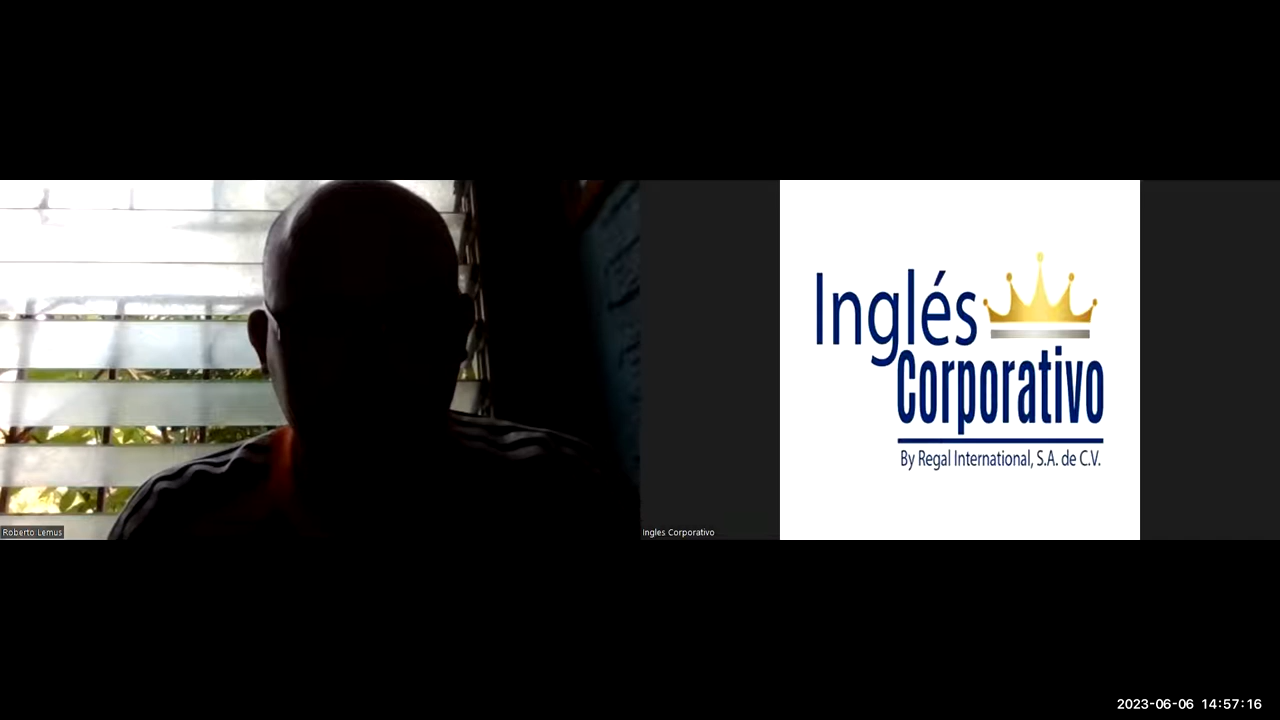 Inglés
Corporativo
By Regal International, S.A. de C.V.
Roberto Lemus
Ingles Corporativo
2023-06-06 14:57:16